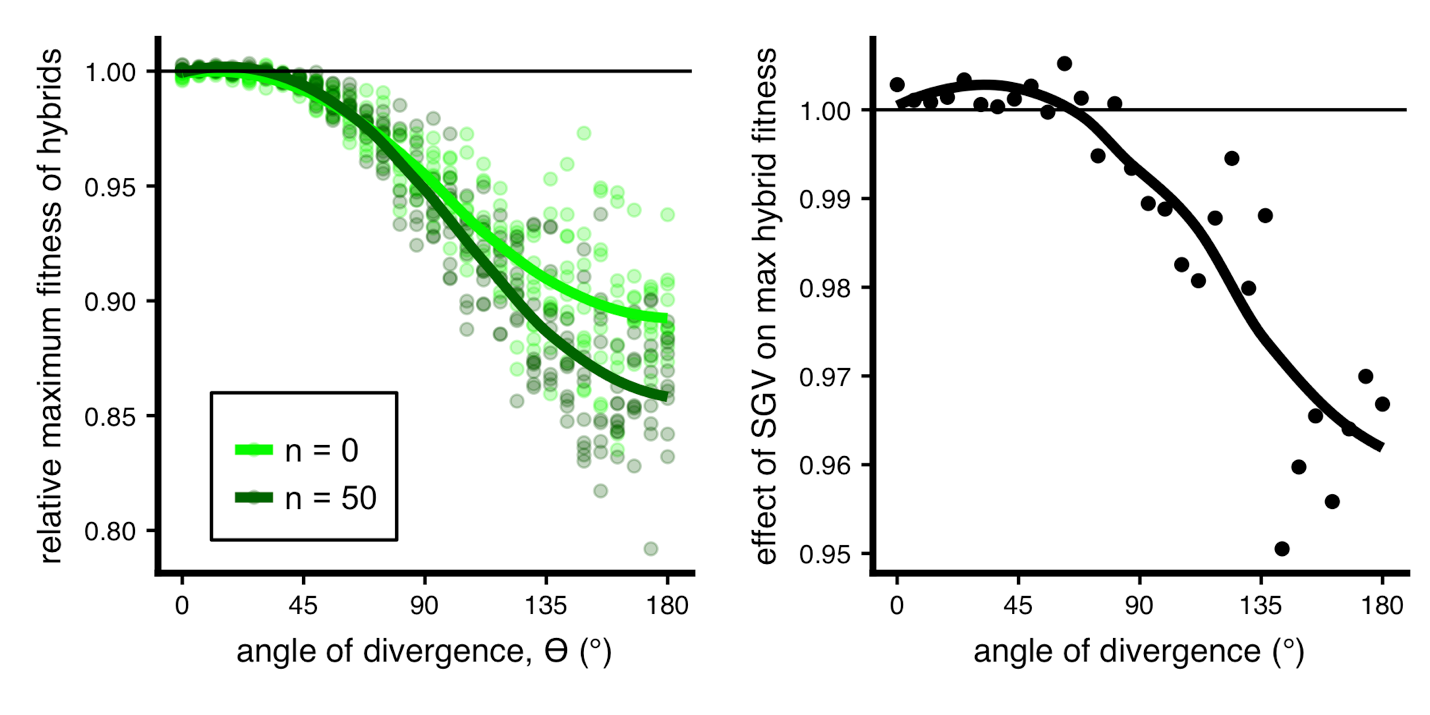 relative maximum fitness of hybrids
1.00
0.95
0.90
0.85
0.80
n = 0
n = 50
0 45 90 135 180
angle of divergence, Θ (°)
effect of SGV on max hybrid fitness
1.00
0.99
0.98
0.97
0.96
0.95
0 45 90 135 180
angle of divergence (°)